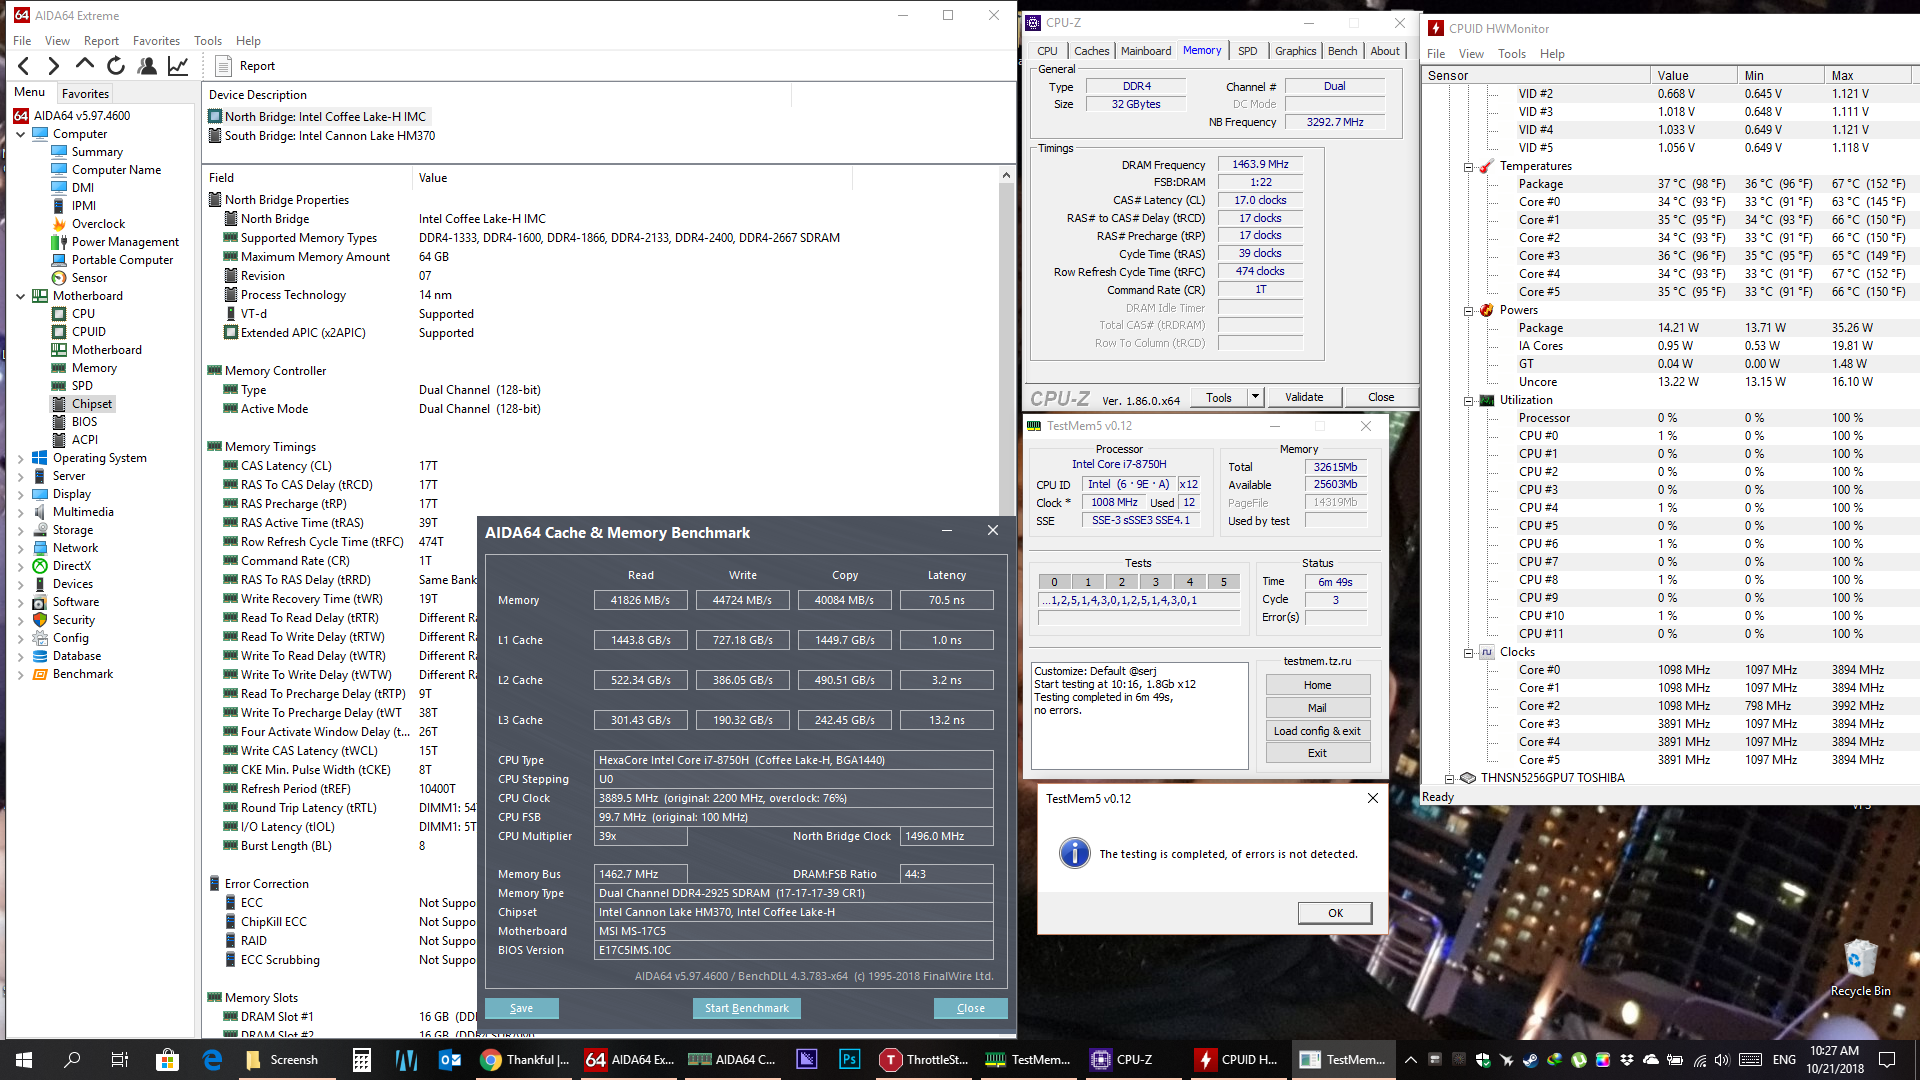 AIDA64 Extreme
File View Report Favorites Tools Help
Report
Menu Favorites
AIDA64 v5.97.4600
Computer
Summary
Computer Name
DMI
IPMI
Overclock
Power Management
Portable Computer
Sensor
Motherboard
CPU
CPUID
Motherboard
Memory
SPD
Chipset
BIOS
ACPI
Operating System
Server
Display
Multimedia
Storage
Network
DirectX
Devices
Software
Security
Config
Database
Benchmark
Device Description
North Bridge: Intel Coffee Lake-H IMC
South Bridge: Intel Cannon Lake HM370
Field Value
North Bridge Properties
North Bridge Intel Coffee Lake-H IMC
Supported Memory Types DDR4-1333, DDR4-1600, DDR4-1866, DDR4-2133, DDR4-2400, DDR4-2667 SDRAM
Maximum Memory Amount 64 GB
Revision 07
Process Technology 14 nm
VT-d Supported
Extended APIC (x2APIC) Supported
Memory Controller
Type Dual Channel (128-bit)
Active Mode Dual Channel (128-bit)
Memory Timings
CAS Latency (CL) 17T
RAS To CAS Delay (tRCD) 17T
RAS Precharge (tRP) 17T
RAS Active Time (tRAS) 39T
Row Refresh Cycle Time (tRFC) 474T
Command Rate (CR) 1T
RAS To RAS Delay (tRRD) Same Bank
Write Recovery Time (tWR) 19T
Read To Read Delay (tRTR) Different Ra
Read To Write Delay (tRTW) Different Ra
Write To Read Delay (tWTR) Different Ra
Write To Write Delay (tWTW) Different Ra
Read To Precharge Delay (tRTP) 9T
Write To Precharge Delay (tWT 38T
Four Activate Window Delay (t... 26T
Write CAS Latency (tWCL) 15T
CKE Min. Pulse Width (tCKE) 8T
Refresh Period (tREF) 10400T
Round Trip Latency (tRTL) DIMM1: 54
I/O Latency (tIOL) DIMM1: 5T
Burst Length (BL) 8
Error Correction
ECC Not Suppo
ChipKill ECC Not Suppo
RAID Not Suppo
ECC Scrubbing Not Suppo
Memory Slots
DRAM Slot #1 16 GB (DD
DRAM Slot #2 16 GB (DDR4 SDRAM)
AIDA64 Cache & Memory Benchmark
Read Write Copy Latency
Memory 41826 MB/s 44724 MB/s 40084 MB/s 70.5 ns
L1 Cache 1443.8 GB/s 727.18 GB/s 1449.7 GB/s 1.0 ns
L2 Cache 522.34 GB/s 386.05 GB/s 490.51 GB/s 3.2 ns
L3 Cache 301.43 GB/s 190.32 GB/s 242.45 GB/s 13.2 ns
CPU Type HexaCore Intel Core i7-8750H (Coffee Lake-H, BGA1440)
CPU Stepping U0
CPU Clock 3889.5 MHz (original: 2200 MHz, overclock: 76%)
CPU FSB 99.7 MHz (original: 100 MHz)
CPU Multiplier 39x North Bridge Clock 1496.0 MHz
Memory Bus 1462.7 MHz DRAM:FSB Ratio 44:3
Memory Type Dual Channel DDR4-2925 SDRAM (17-17-17-39 CR1)
Chipset Intel Cannon Lake HM370, Intel Coffee Lake-H
Motherboard MSI MS-17C5
BIOS Version E17C5IMS.10C
AIDA64 v5.97.4600 / BenchDLL 4.3.783-x64 (c) 1995-2018 FinalWire Ltd.
Save Start Benchmark Close
CPU-Z
CPU Caches Mainboard Memory SPD Graphics Bench About
General
Type DDR4 Channel # Dual
Size 32 GBytes DC Mode
NB Frequency 3292.7 MHz
Timings
DRAM Frequency 1463.9 MHz
FSB:DRAM 1:22
CAS# Latency (CL) 17.0 clocks
RAS# to CAS# Delay (tRCD) 17 clocks
RAS# Precharge (tRP) 17 clocks
Cycle Time (tRAS) 39 clocks
Row Refresh Cycle Time (tRFC) 474 clocks
Command Rate (CR) 1T
DRAM Idle Timer
Total CAS# (tRDRAM)
Row To Column (tRCD)
CPU-Z Ver. 1.86.0.x64 Tools Validate Close
TestMem5 v0.12
Processor Memory
Intel Core i7-8750H Total 32615Mb
CPU ID Intel (6 · 9E · A) x12 Available 25603Mb
Clock * 1008 MHz Used 12 PageFile 14319Mb
SSE SSE-3 sSSE3 SSE4.1 Used by test
Tests Status
0 1 2 3 4 5 Time 6m 49s
...1,2,5,1,4,3,0,1,2,5,1,4,3,0,1 Cycle 3
Error(s)
Customize: Default @serj
Start testing at 10:16, 1.8Gb x12
Testing completed in 6m 49s,
no errors.
testmem.tz.ru
Home
Mail
Load config & exit
Exit
TestMem5 v0.12
The testing is completed, of errors is not detected.
OK
CPUID HWMonitor
File View Tools Help
Sensor Value Min Max
VID #2 0.668 V 0.645 V 1.121 V
VID #3 1.018 V 0.648 V 1.111 V
VID #4 1.033 V 0.649 V 1.121 V
VID #5 1.056 V 0.649 V 1.118 V
Temperatures
Package 37 °C (98 °F) 36 °C (96 °F) 67 °C (152 °F)
Core #0 34 °C (93 °F) 33 °C (91 °F) 63 °C (145 °F)
Core #1 35 °C (95 °F) 34 °C (93 °F) 66 °C (150 °F)
Core #2 34 °C (93 °F) 33 °C (91 °F) 66 °C (150 °F)
Core #3 36 °C (96 °F) 35 °C (95 °F) 65 °C (149 °F)
Core #4 34 °C (93 °F) 33 °C (91 °F) 67 °C (152 °F)
Core #5 35 °C (95 °F) 33 °C (91 °F) 66 °C (150 °F)
Powers
Package 14.21 W 13.71 W 35.26 W
IA Cores 0.95 W 0.53 W 19.81 W
GT 0.04 W 0.00 W 1.48 W
Uncore 13.22 W 13.15 W 16.10 W
Utilization
Processor 0 % 0 % 100 %
CPU #0 1 % 0 % 100 %
CPU #1 0 % 0 % 100 %
CPU #2 0 % 0 % 100 %
CPU #3 0 % 0 % 100 %
CPU #4 1 % 0 % 100 %
CPU #5 0 % 0 % 100 %
CPU #6 1 % 0 % 100 %
CPU #7 0 % 0 % 100 %
CPU #8 1 % 0 % 100 %
CPU #9 0 % 0 % 100 %
CPU #10 1 % 0 % 100 %
CPU #11 0 % 0 % 100 %
Clocks
Core #0 1098 MHz 1097 MHz 3894 MHz
Core #1 1098 MHz 1097 MHz 3894 MHz
Core #2 1098 MHz 798 MHz 3992 MHz
Core #3 3891 MHz 1097 MHz 3894 MHz
Core #4 3891 MHz 1097 MHz 3894 MHz
Core #5 3891 MHz 1097 MHz 3894 MHz
THNSN5256GPU7 TOSHIBA
Ready
Recycle Bin
Screensh Thankful |... 64 AIDA64 Ex... AIDA64 C... Ps ThrottleSt... TestMem... CPU-Z CPUID H... TestMem... ENG 10:27 AM
10/21/2018